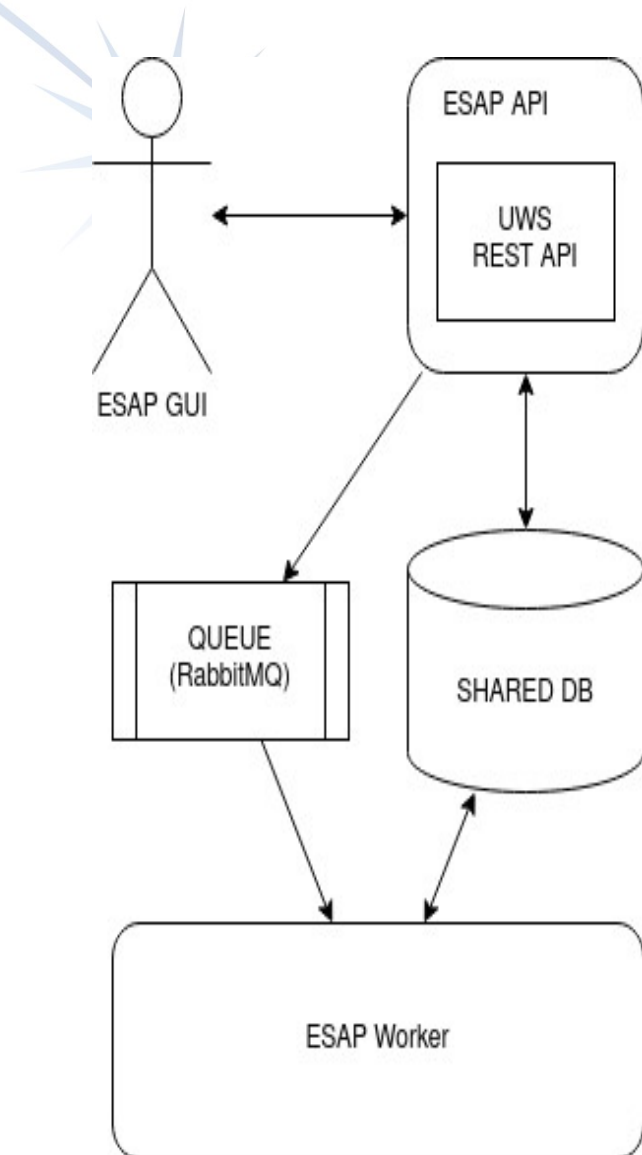 ESAP API
UWS
REST API
ESAP GUI
QUEUE
(RabbitMQ)
SHARED DB
ESAP Worker